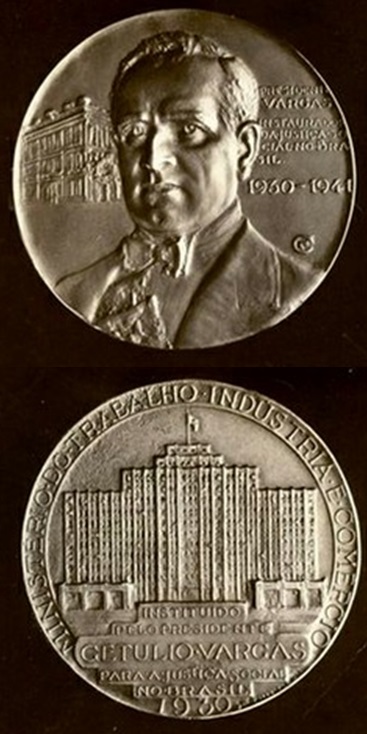 PRESIDENTE
VARGAS
INSTAURADOR
DA JUSTIÇA SO
CIAL NO BRA
SIL
1930-1941
MINISTERIO·DO·TRABALHO·INDUSTRIA·E·COMERCIO
INSTITUIDO
PELO PRESIDENTE
GETULIO·VARGAS
PARA A JUSTIÇA SOCIAL
NO·BRASIL
1930